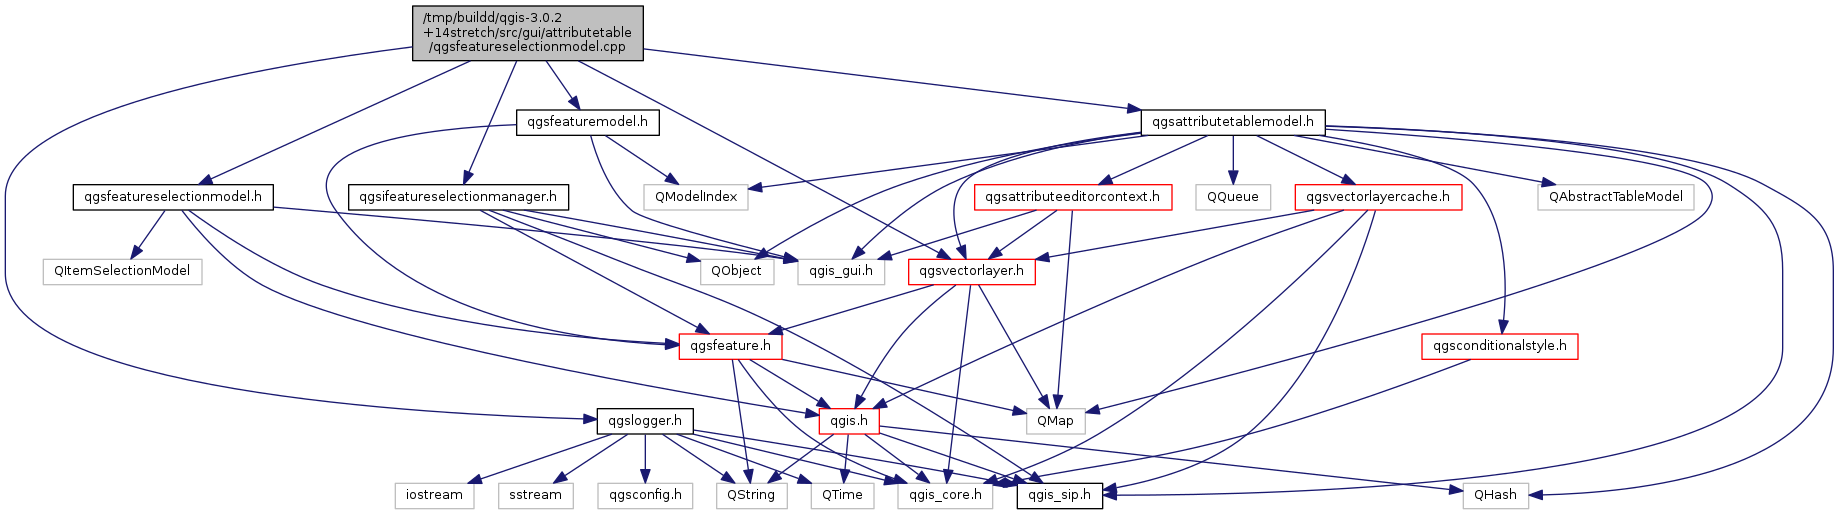 /tmp/buildd/qgis-3.0.2
+14stretch/src/gui/attributetable
/qgsfeatureselectionmodel.cpp
qgsfeaturemodel.h
qgsattributetablemodel.h
qgsfeatureselectionmodel.h
qgsifeatureselectionmanager.h
QModelIndex
qgsattributeeditorcontext.h
QQueue
qgsvectorlayercache.h
QAbstractTableModel
QItemSelectionModel
QObject
qgis_gui.h
qgsvectorlayer.h
qgsfeature.h
qgsconditionalstyle.h
qgslogger.h
qgis.h
QMap
iostream
sstream
qgsconfig.h
QString
QTime
qgis_core.h
qgis_sip.h
QHash